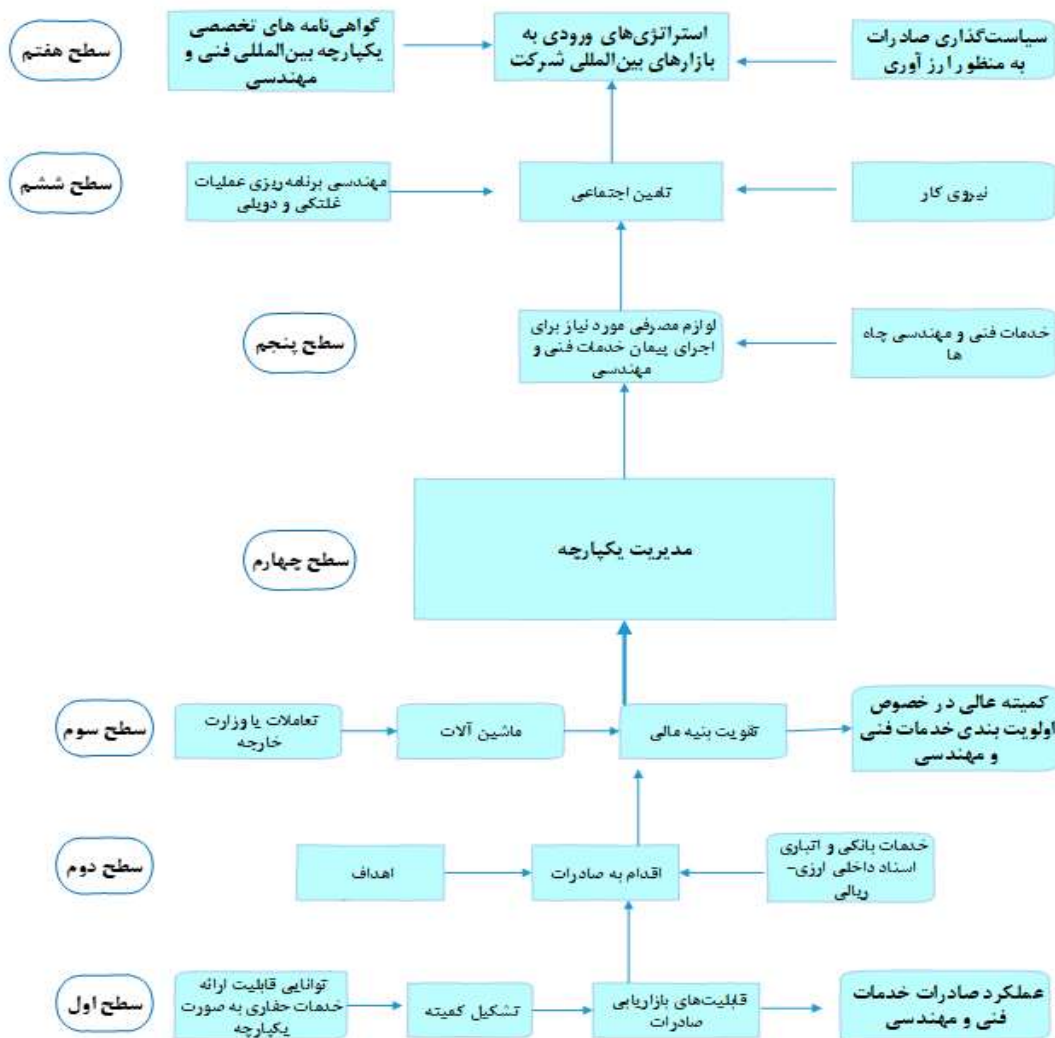 سطح هفتم
گواهی‌نامه های تخصصی
یکپارچه بین‌المللی فنی و
مهندسی
استراتژی‌های ورودی به
بازارهای بین‌المللی شرکت
سیاست‌گذاری صادرات
به منظور ارز آوری
سطح ششم
مهندسی برنامه‌ریزی عملیات
غلتکی و دویلی
تامین اجتماعی
نیروی کار
سطح پنجم
لوازم مصرفی مورد نیاز برای
اجرای پیمان خدمات فنی و
مهندسی
خدمات فنی و مهندسی چاه
ها
سطح چهارم
مدیریت یکپارچه
سطح سوم
تعاملات یا وزارت
خارجه
ماشین آلات
تقویت بنیه مالی
کمیته عالی در خصوص
اولویت بندی خدمات فنی
و مهندسی
سطح دوم
اهداف
اقدام به صادرات
خدمات بانکی و اتباری
اسناد داخلی ارزی-
ریالی
سطح اول
توانایی قابلیت ارائه
خدمات حفاری به صورت
یکپارچه
تشکیل کمیته
قابلیت‌های بازاریابی
صادرات
عملکرد صادرات خدمات
فنی و مهندسی